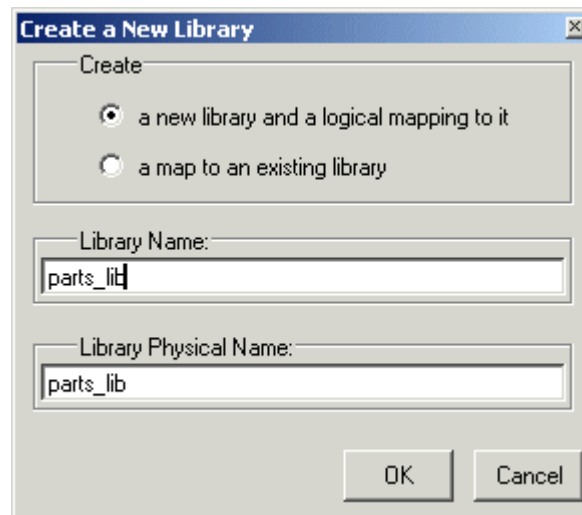 Create a New Library
Create
a new library and a logical mapping to it
a map to an existing library
Library Name:
parts_lib
Library Physical Name:
parts_lib
OK Cancel